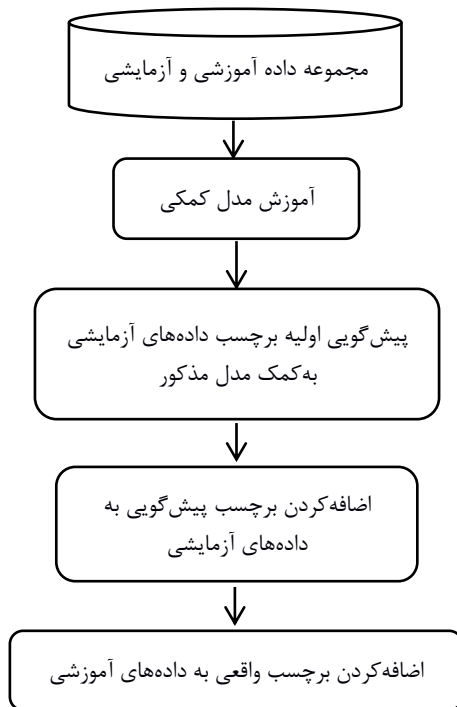 مجموعه داده آموزشی و آزمایشی
آموزش مدل کمکی
پیش‌گویی اولیه برچسب داده‌های آزمایشی
به‌کمک مدل مذکور
اضافه‌کردن برچسب پیش‌گویی به
داده‌های آزمایشی
اضافه‌کردن برچسب واقعی به داده‌های آموزشی